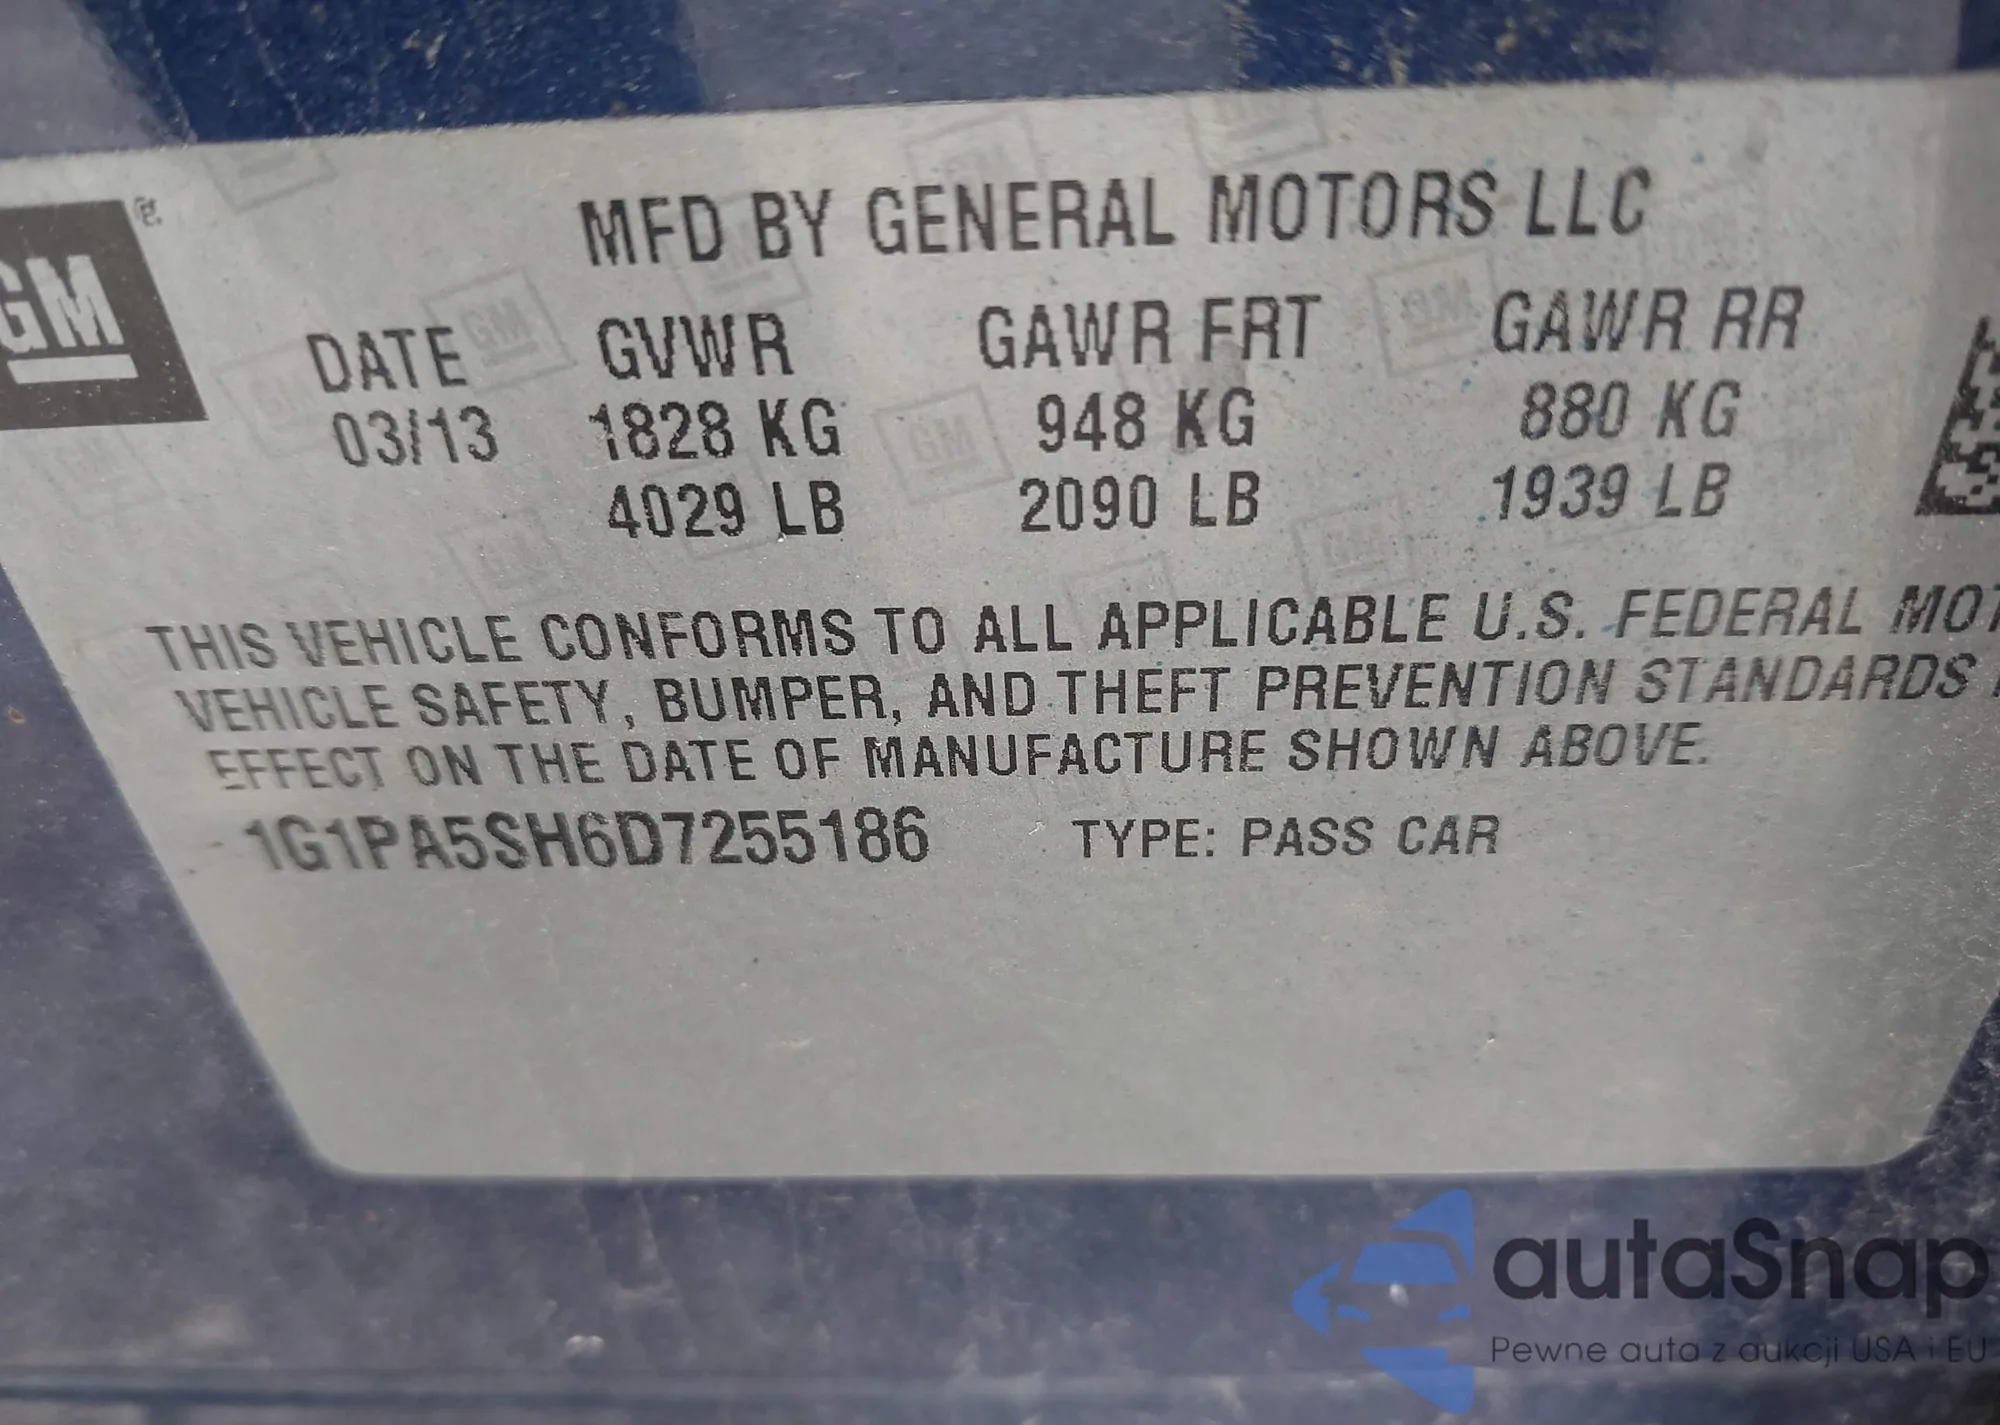 GM
MFD BY GENERAL MOTORS LLC
DATE GVWR GAWR FRT GAWR RR
03/13 1828 KG 948 KG 880 KG
4029 LB 2090 LB 1939 LB
THIS VEHICLE CONFORMS TO ALL APPLICABLE U.S. FEDERAL MOT
VEHICLE SAFETY, BUMPER, AND THEFT PREVENTION STANDARDS
EFFECT ON THE DATE OF MANUFACTURE SHOWN ABOVE.
1G1PA5SH6D7255186 TYPE: PASS CAR
autaSnap
Pewne auta z aukcji USA i EU